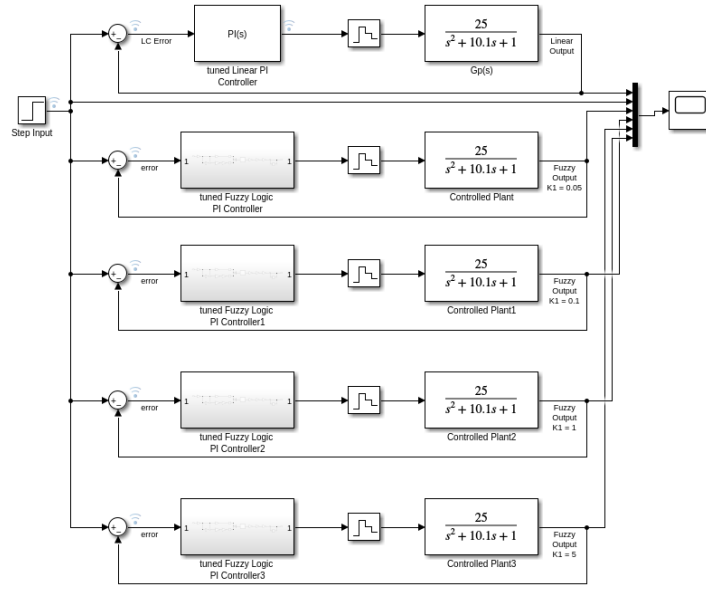 PI(s)
25
s² + 10.1s + 1
LC Error
Linear
Output
tuned Linear PI
Controller
Gp(s)
Step Input
1
1
25
s² + 10.1s + 1
error
Fuzzy
Output
K1 = 0.05
tuned Fuzzy Logic
PI Controller
Controlled Plant
1
1
25
s² + 10.1s + 1
error
Fuzzy
Output
K1 = 0.1
tuned Fuzzy Logic
PI Controller1
Controlled Plant1
1
1
25
s² + 10.1s + 1
error
Fuzzy
Output
K1 = 1
tuned Fuzzy Logic
PI Controller2
Controlled Plant2
1
1
25
s² + 10.1s + 1
error
Fuzzy
Output
K1 = 5
tuned Fuzzy Logic
PI Controller3
Controlled Plant3